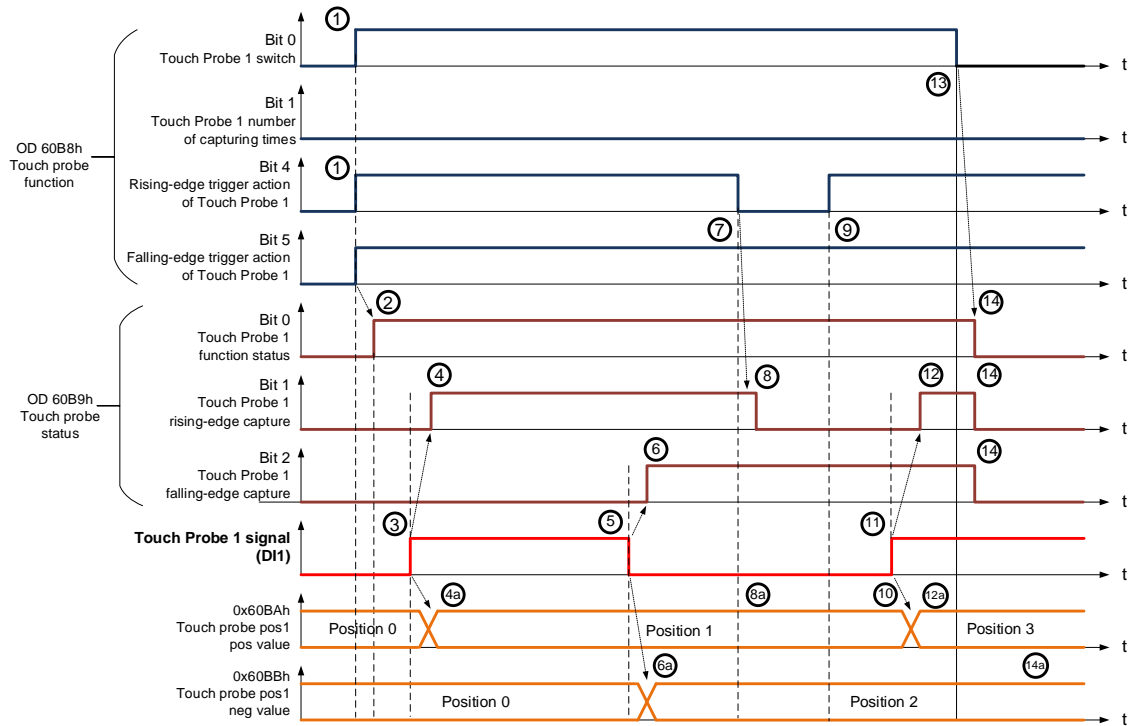 1
Bit 0
Touch Probe 1 switch
t
13
Bit 1
Touch Probe 1 number
of capturing times
t
OD 60B8h
Touch probe
function
1
Bit 4
Rising-edge trigger action
of Touch Probe 1
t
7
9
Bit 5
Falling-edge trigger action
of Touch Probe 1
t
2
14
Bit 0
Touch Probe 1
function status
t
OD 60B9h
Touch probe
status
4
8
12
14
Bit 1
Touch Probe 1
rising-edge capture
t
6
14
Bit 2
Touch Probe 1
falling-edge capture
t
3
5
11
Touch Probe 1 signal
(DI1)
t
4a
8a
10
12a
0x60BAh
Touch probe pos1
pos value
Position 0
Position 1
Position 3
t
6a
14a
0x60BBh
Touch probe pos1
neg value
Position 0
Position 2
t